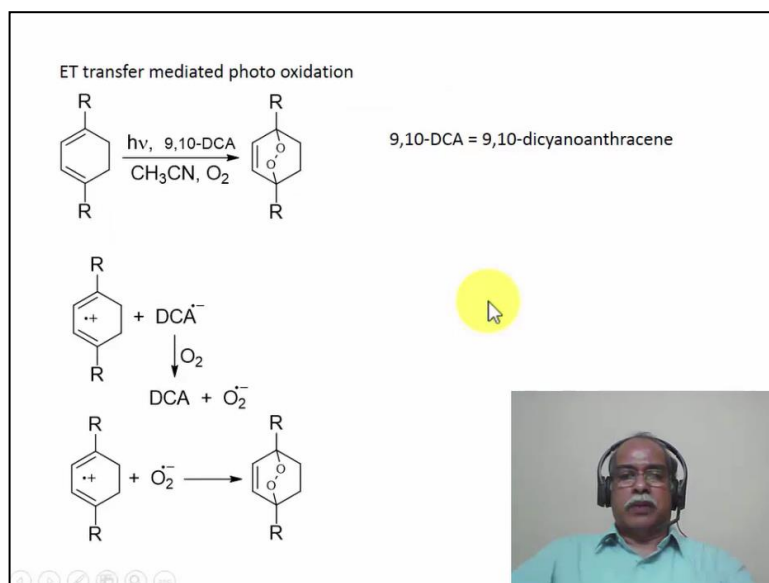 ET transfer mediated photo oxidation
R
hν, 9,10-DCA
CH3CN, O2
R
R
O
O
R
9,10-DCA = 9,10-dicyanoanthracene
R
·+
R
+ DCA·−
O2
DCA + O2·−
R
·+
R
+ O2·−
R
O
O
R